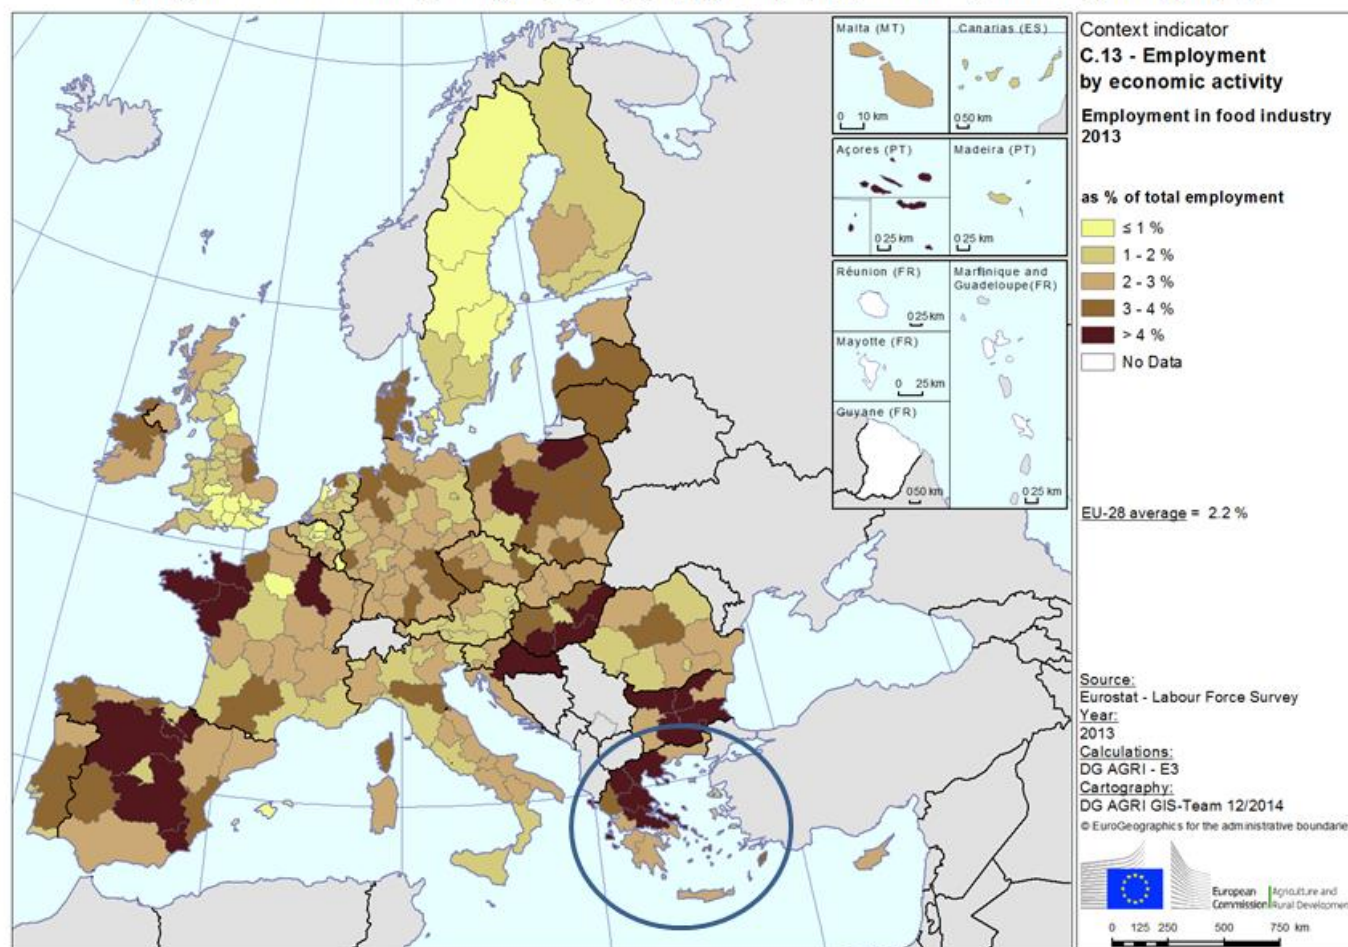 Malta (MT)
0 10 km
Canarias (ES)
0 50 km
Açores (PT)
0 25 km
Madeira (PT)
0 25 km
Réunion (FR)
0 25 km
Martinique and
Guadeloupe(FR)
Mayotte (FR)
0 25 km
Guyane (FR)
0 50 km
0 25 km
Context indicator
C.13 - Employment
by economic activity
Employment in food industry
2013
as % of total employment
≤ 1 %
1 - 2 %
2 - 3 %
3 - 4 %
> 4 %
No Data
EU-28 average = 2.2 %
Source:
Eurostat - Labour Force Survey
Year:
2013
Calculations:
DG AGRI - E3
Cartography:
DG AGRI GIS-Team 12/2014
© EuroGeographics for the administrative boundarie
European
Commission
Agriculture and
Rural Developmen
0 125 250 500 750 km